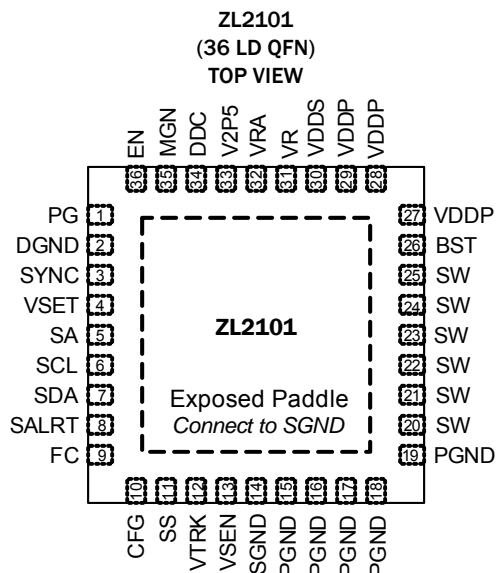 ZL2101
(36 LD QFN)
TOP VIEW
EN
MGN
DDC
V2P5
VRA
VR
VDDS
VDDP
VDDP
36
35
34
33
32
31
30
29
28
PG 1
DGND 2
SYNC 3
VSET 4
SA 5
SCL 6
SDA 7
SALRT 8
FC 9
27 VDDP
26 BST
25 SW
24 SW
23 SW
22 SW
21 SW
20 SW
19 PGND
ZL2101
Exposed Paddle
Connect to SGND
10
11
12
13
14
15
16
17
18
CFG
SS
VTRK
VSEN
SGND
PGND
PGND
PGND
PGND